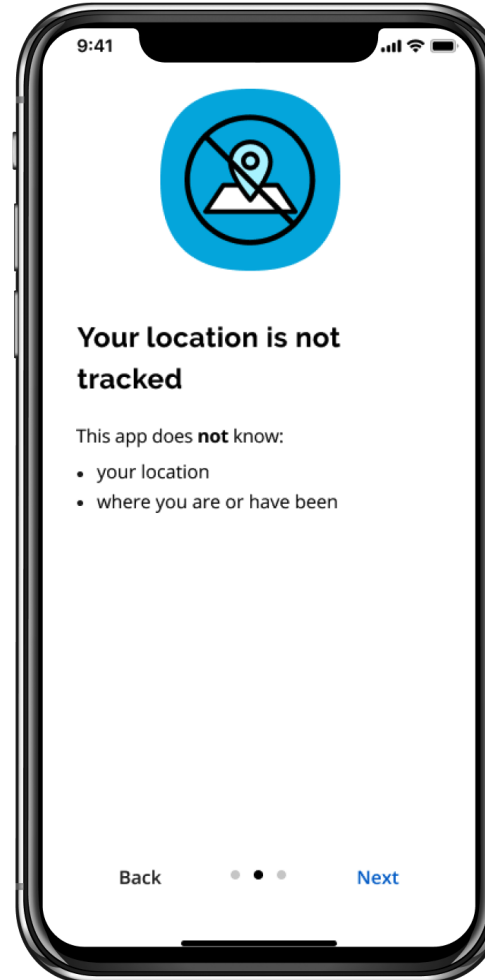 9:41
Your location is not
tracked
This app does not know:
• your location
• where you are or have been
Back
Next